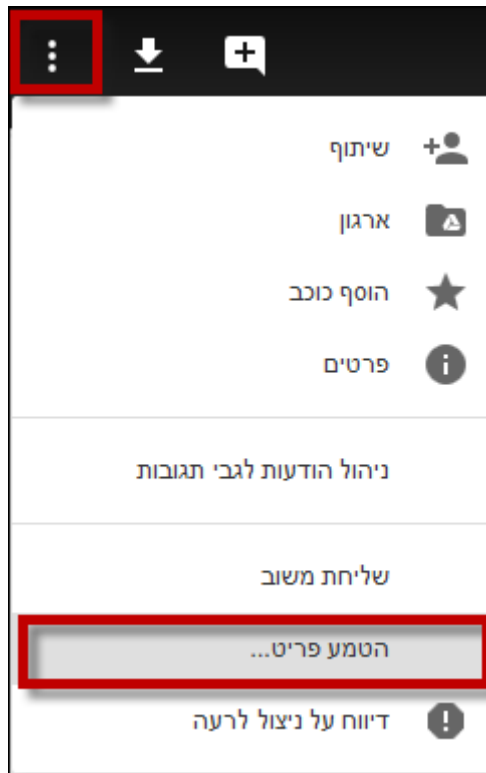 שיתוף
ארגון
הוסף כוכב
פרטים
ניהול הודעות לגבי תגובות
שליחת משוב
הטמע פריט...
דיווח על ניצול לרעה